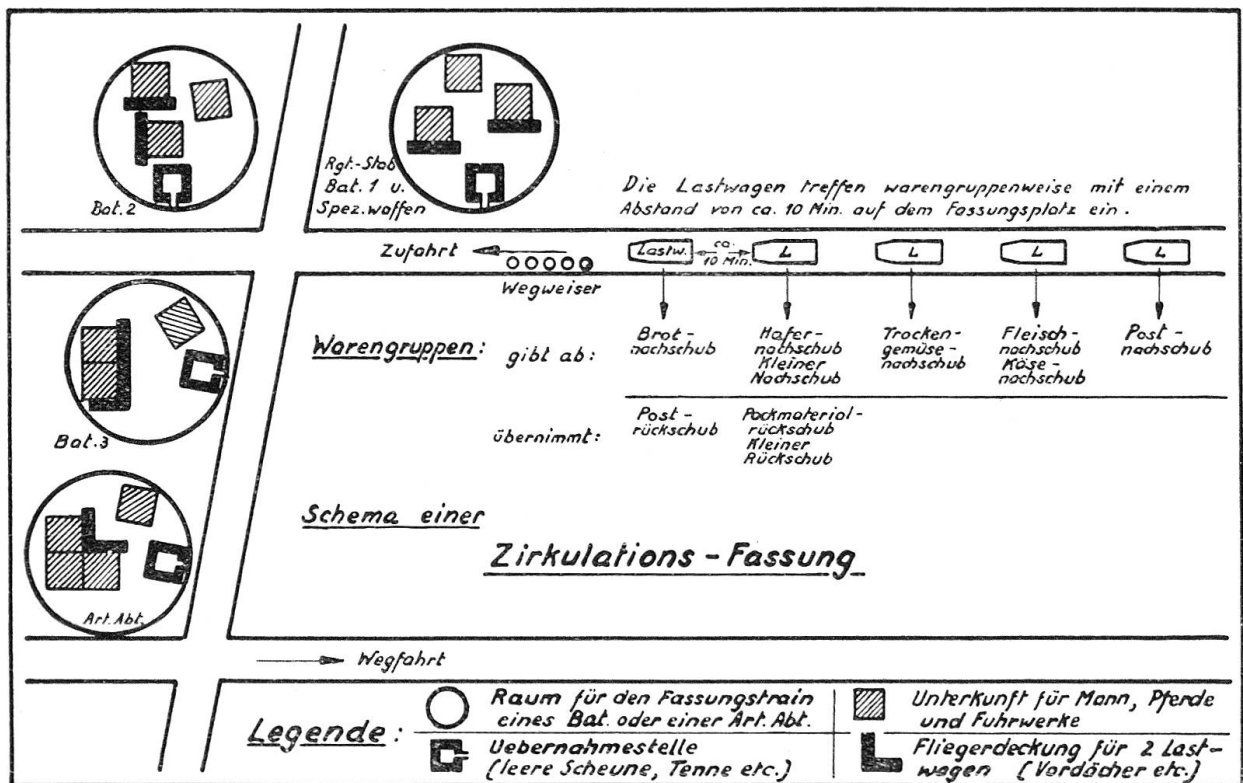 Bat. 2
Rgt.-Stab
Bat. 1 u.
Spez.waffen
Die Lastwagen treffen warengruppenweise mit einem
Abstand von ca. 10 Min. auf dem Fassungsplatz ein.
Zufahrt
Wegweiser
Lastw.
ca.
10 Min.
L
L
L
L
Warengruppen:
gibt ab:
Brot-
nachschub
Hafer-
nachschub
Kleiner
Nachschub
Trocken-
gemüse-
nachschub
Fleisch-
nachschub
Käse-
nachschub
Post-
nachschub
übernimmt:
Post-
rückschub
Packmaterial-
rückschub
Kleiner
Rückschub
Bat. 3
Art. Abt.
Schema einer
Zirkulations-Fassung
Wegfahrt
Legende:
Raum für den Fassungstrain
eines Bat. oder einer Art. Abt.
Uebernahmestelle
(leere Scheune, Tenne etc.)
Unterkunft für Mann, Pferde
und Fuhrwerke
Fliegerdeckung für 2 Last-
wagen (Vordächer etc.)